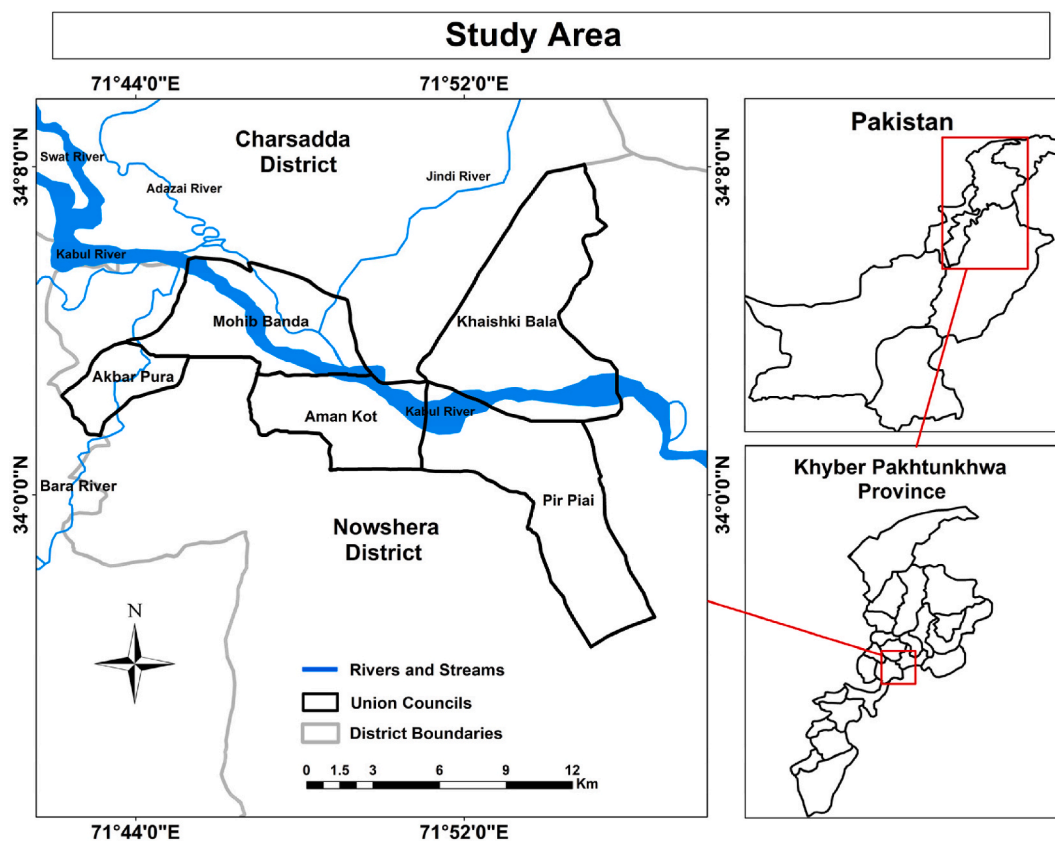 Study Area
71°44'0"E
71°52'0"E
34°8'0"N
34°8'0"N
Charsadda
District
Swat River
Adazai River
Jindi River
Kabul River
Mohib Banda
Khaishki Bala
Akbar Pura
Aman Kot
Kabul River
Bara River
34°0'0"N
34°0'0"N
Pir Piai
Nowshera
District
N
Rivers and Streams
Union Councils
District Boundaries
0 1.5 3 6 9 12
Km
71°44'0"E
71°52'0"E
Pakistan
Khyber Pakhtunkhwa
Province